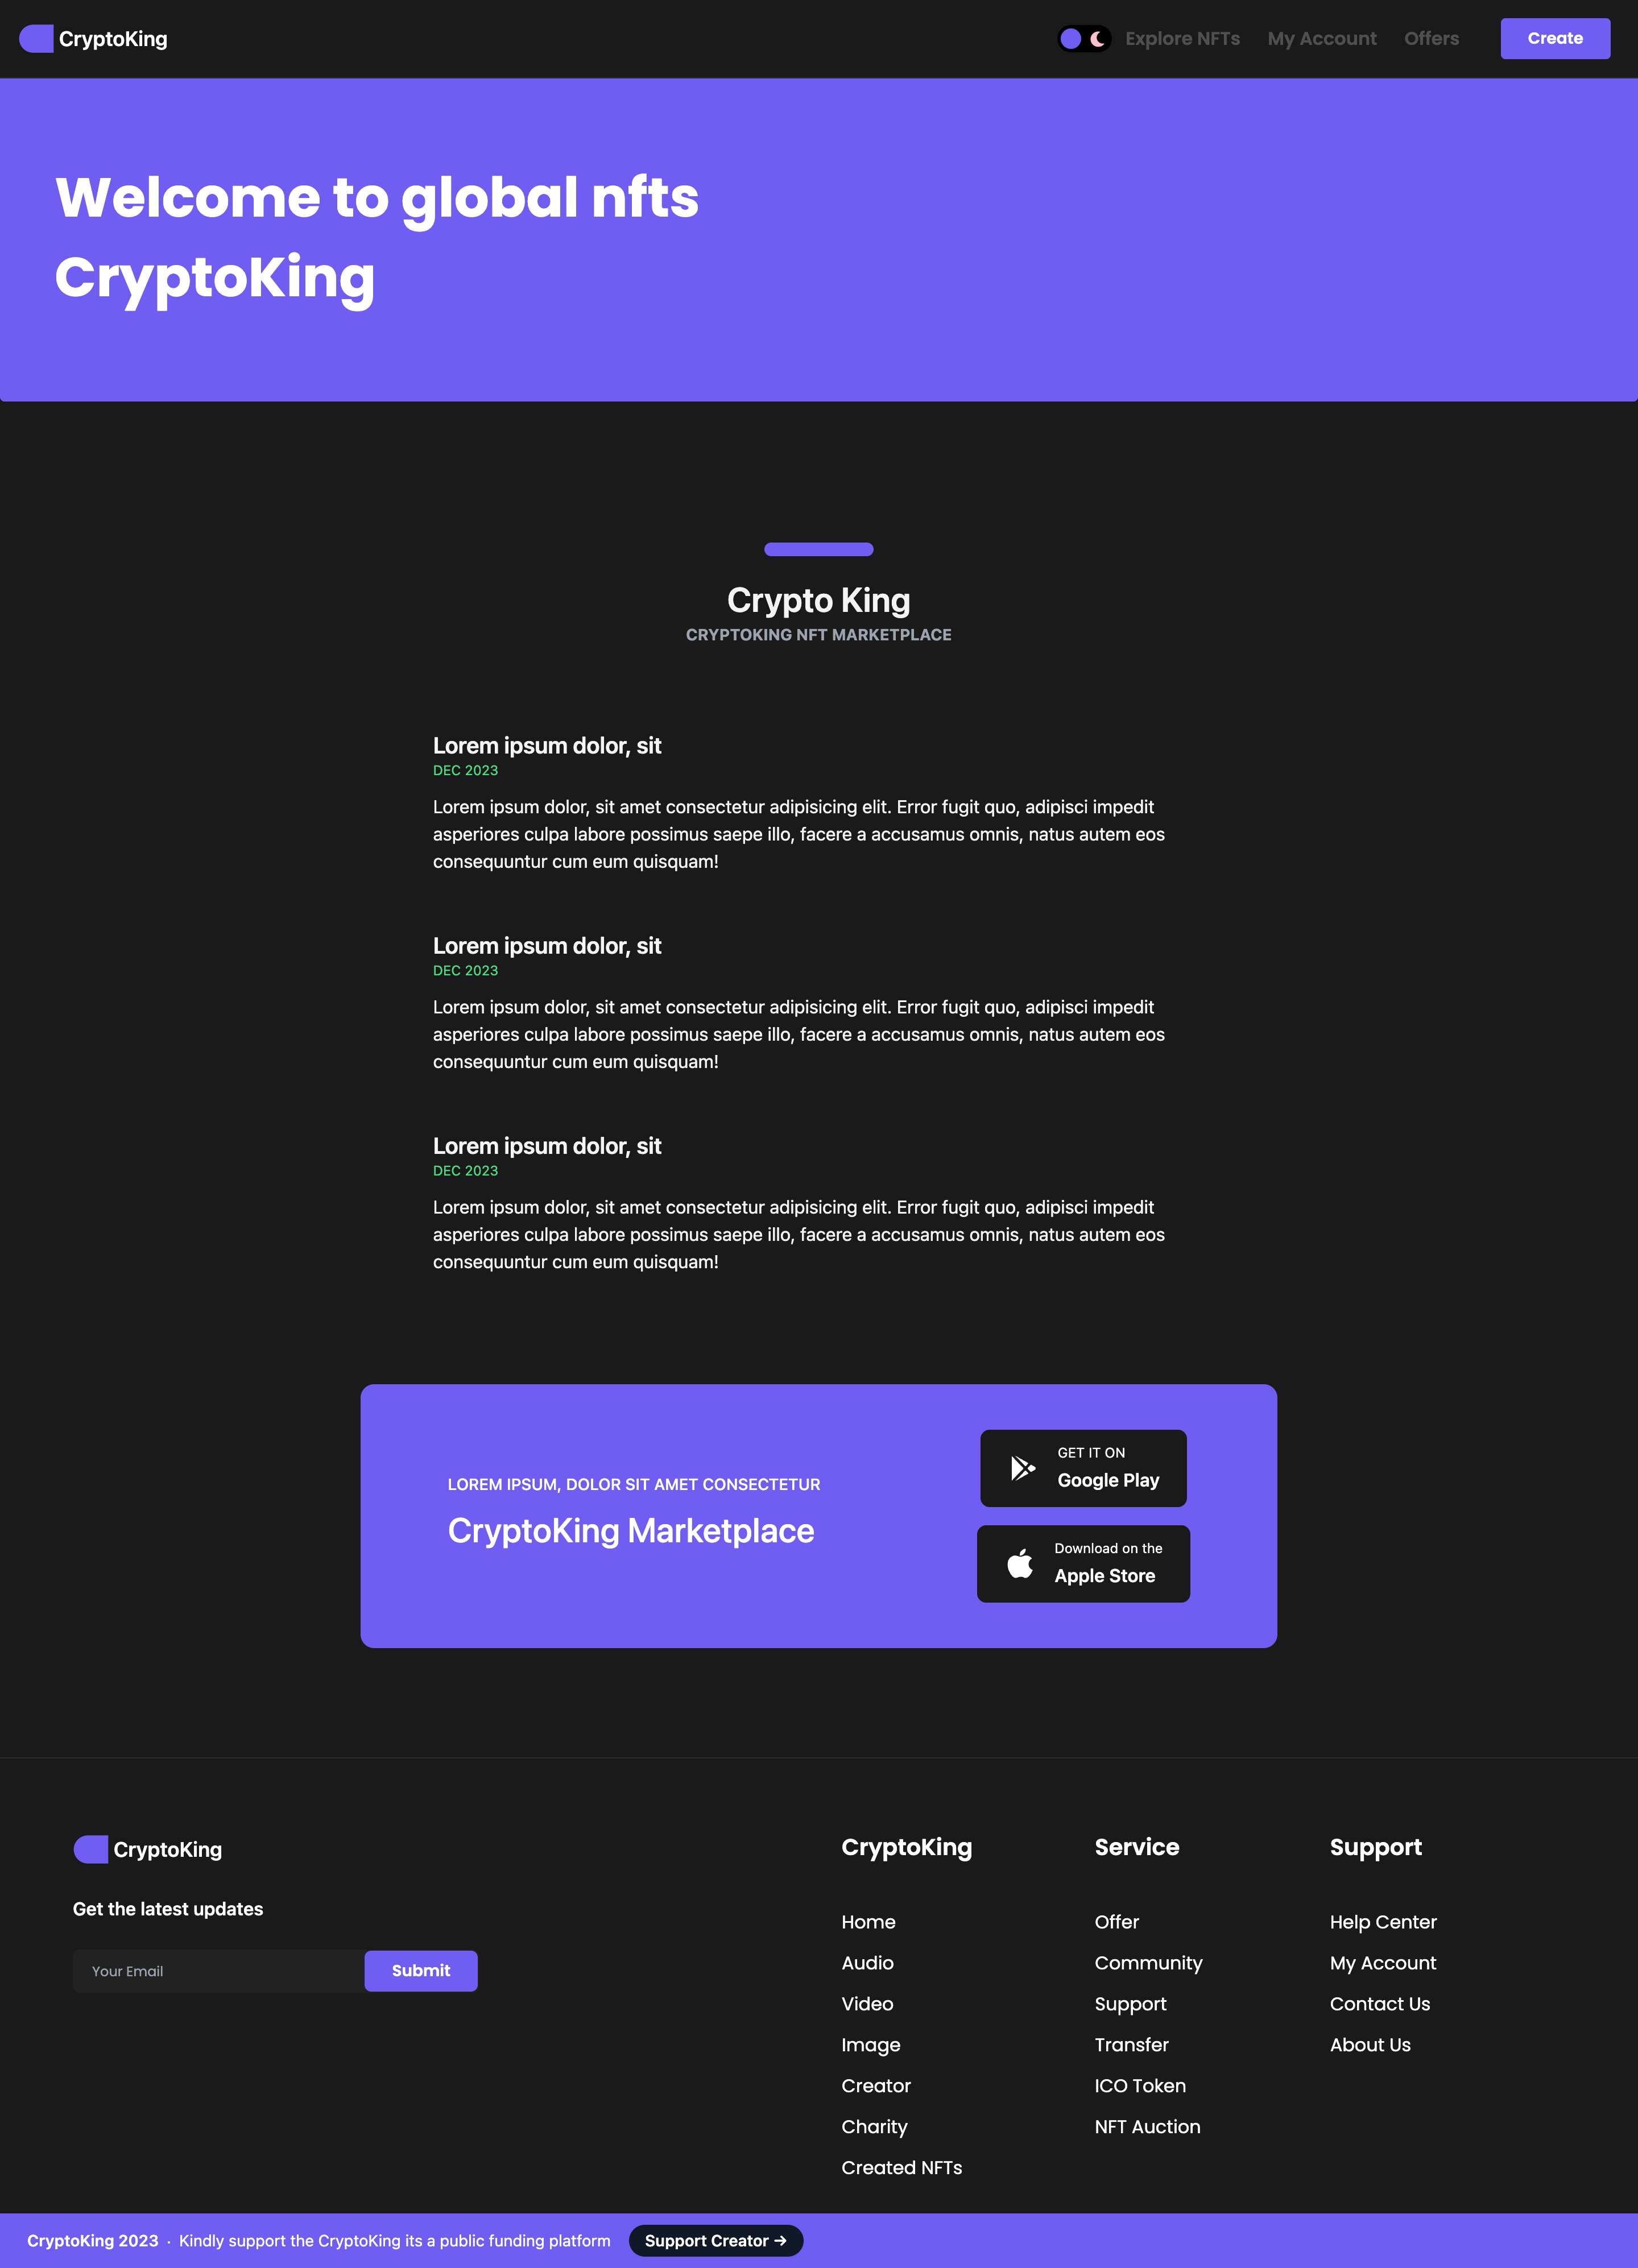 CryptoKing
Explore NFTs
My Account
Offers
Create
Welcome to global nfts
CryptoKing
Crypto King
CRYPTOKING NFT MARKETPLACE
Lorem ipsum dolor, sit
DEC 2023
Lorem ipsum dolor, sit amet consectetur adipisicing elit. Error fugit quo, adipisci impedit
asperiores culpa labore possimus saepe illo, facere a accusamus omnis, natus autem eos
consequuntur cum eum quisquam!
Lorem ipsum dolor, sit
DEC 2023
Lorem ipsum dolor, sit amet consectetur adipisicing elit. Error fugit quo, adipisci impedit
asperiores culpa labore possimus saepe illo, facere a accusamus omnis, natus autem eos
consequuntur cum eum quisquam!
Lorem ipsum dolor, sit
DEC 2023
Lorem ipsum dolor, sit amet consectetur adipisicing elit. Error fugit quo, adipisci impedit
asperiores culpa labore possimus saepe illo, facere a accusamus omnis, natus autem eos
consequuntur cum eum quisquam!
LOREM IPSUM, DOLOR SIT AMET CONSECTETUR
CryptoKing Marketplace
GET IT ON
Google Play
Download on the
Apple Store
CryptoKing
Get the latest updates
Your Email
Submit
CryptoKing
Home
Audio
Video
Image
Creator
Charity
Created NFTs
Service
Offer
Community
Support
Transfer
ICO Token
NFT Auction
Support
Help Center
My Account
Contact Us
About Us
CryptoKing 2023 · Kindly support the CryptoKing its a public funding platform
Support Creator →